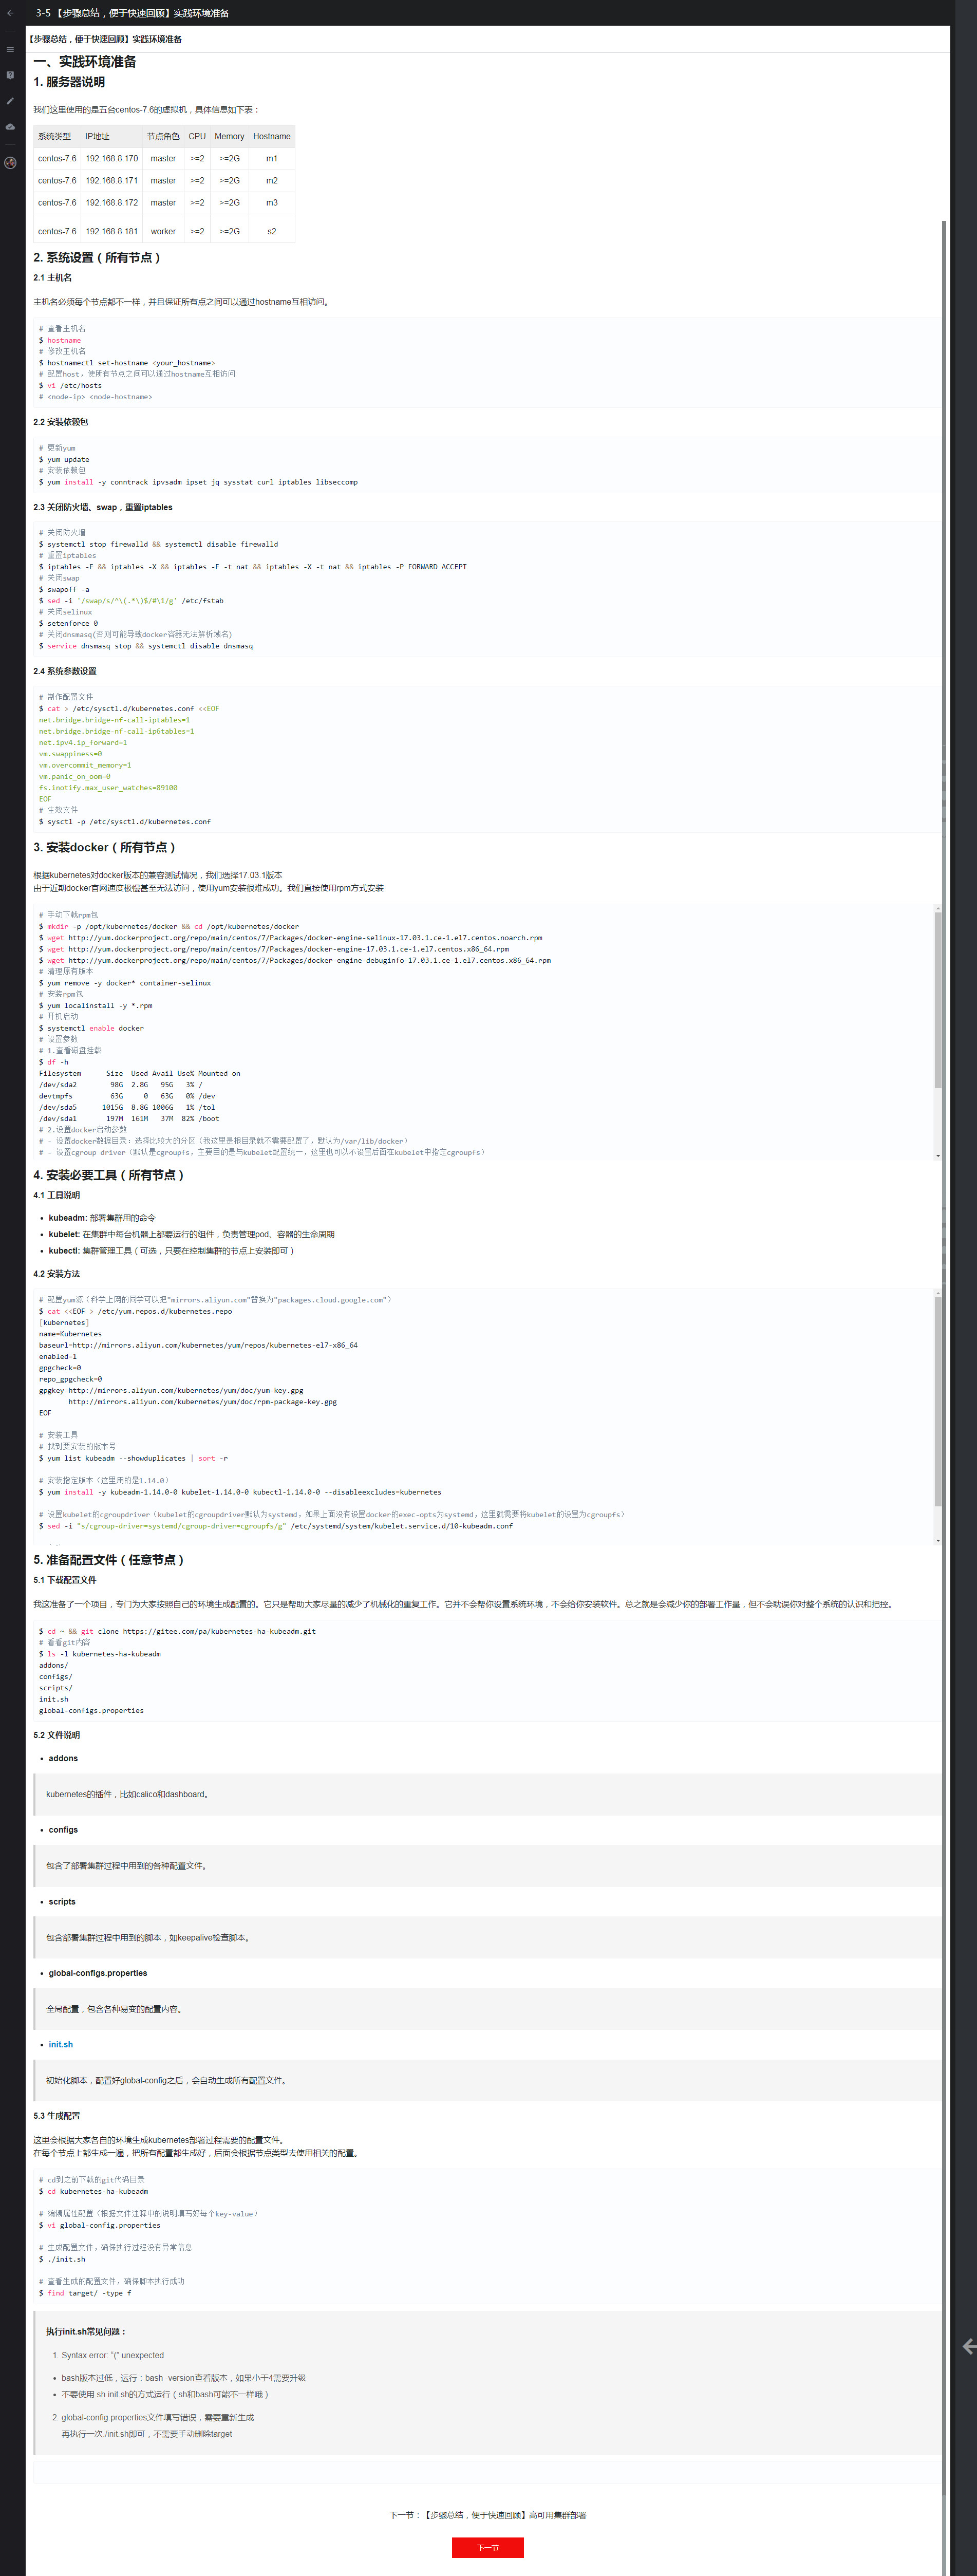 3-5 【步骤总结，便于快速回顾】实践环境准备
【步骤总结，便于快速回顾】实践环境准备
一、实践环境准备
1. 服务器说明
我们这里使用的是五台centos-7.6的虚拟机，具体信息如下表：
系统类型 IP地址 节点角色 CPU Memory Hostname
centos-7.6 192.168.8.170 master >=2 >=2G m1
centos-7.6 192.168.8.171 master >=2 >=2G m2
centos-7.6 192.168.8.172 master >=2 >=2G m3
centos-7.6 192.168.8.181 worker >=2 >=2G s2
2. 系统设置（所有节点）
2.1 主机名
主机名必须每个节点都不一样，并且保证所有点之间可以通过hostname互相访问。
# 查看主机名
$ hostname
# 修改主机名
$ hostnamectl set-hostname <your_hostname>
# 配置host，使所有节点之间可以通过hostname互相访问
$ vi /etc/hosts
# <node-ip> <node-hostname>
2.2 安装依赖包
# 更新yum
$ yum update
# 安装依赖包
$ yum install -y conntrack ipvsadm ipset jq sysstat curl iptables libseccomp
2.3 关闭防火墙、swap，重置iptables
# 关闭防火墙
$ systemctl stop firewalld && systemctl disable firewalld
# 重置iptables
$ iptables -F && iptables -X && iptables -F -t nat && iptables -X -t nat && iptables -P FORWARD ACCEPT
# 关闭swap
$ swapoff -a
$ sed -i '/swap/s/^\(.*\)$/#\1/g' /etc/fstab
# 关闭selinux
$ setenforce 0
# 关闭dnsmasq(否则可能导致docker容器无法解析域名)
$ service dnsmasq stop && systemctl disable dnsmasq
2.4 系统参数设置
# 制作配置文件
$ cat > /etc/sysctl.d/kubernetes.conf <<EOF
net.bridge.bridge-nf-call-iptables=1
net.bridge.bridge-nf-call-ip6tables=1
net.ipv4.ip_forward=1
vm.swappiness=0
vm.overcommit_memory=1
vm.panic_on_oom=0
fs.inotify.max_user_watches=89100
EOF
# 生效文件
$ sysctl -p /etc/sysctl.d/kubernetes.conf
3. 安装docker（所有节点）
根据kubernetes对docker版本的兼容测试情况，我们选择17.03.1版本
由于近期docker官网速度极慢甚至无法访问，使用yum安装很难成功。我们直接使用rpm方式安装
# 手动下载rpm包
$ mkdir -p /opt/kubernetes/docker && cd /opt/kubernetes/docker
$ wget http://yum.dockerproject.org/repo/main/centos/7/Packages/docker-engine-selinux-17.03.1.ce-1.el7.centos.noarch.rpm
$ wget http://yum.dockerproject.org/repo/main/centos/7/Packages/docker-engine-17.03.1.ce-1.el7.centos.x86_64.rpm
$ wget http://yum.dockerproject.org/repo/main/centos/7/Packages/docker-engine-debuginfo-17.03.1.ce-1.el7.centos.x86_64.rpm
# 清理原有版本
$ yum remove -y docker* container-selinux
# 安装rpm包
$ yum localinstall -y *.rpm
# 开机启动
$ systemctl enable docker
# 设置参数
# 1.查看磁盘挂载
$ df -h
Filesystem Size Used Avail Use% Mounted on
/dev/sda2 98G 2.8G 95G 3% /
devtmpfs 63G 0 63G 0% /dev
/dev/sda5 1015G 8.8G 1006G 1% /tol
/dev/sda1 197M 161M 37M 82% /boot
# 2.设置docker启动参数
# - 设置docker数据目录：选择比较大的分区（我这里是根目录就不需要配置了，默认为/var/lib/docker）
# - 设置cgroup driver（默认是cgroupfs，主要目的是与kubelet配置统一，这里也可以不设置后面在kubelet中指定cgroupfs）
4. 安装必要工具（所有节点）
4.1 工具说明
• kubeadm: 部署集群用的命令
• kubelet: 在集群中每台机器上都要运行的组件，负责管理pod、容器的生命周期
• kubectl: 集群管理工具（可选，只要在控制集群的节点上安装即可）
4.2 安装方法
# 配置yum源（科学上网的同学可以把"mirrors.aliyun.com"替换为"packages.cloud.google.com"）
$ cat <<EOF > /etc/yum.repos.d/kubernetes.repo
[kubernetes]
name=Kubernetes
baseurl=http://mirrors.aliyun.com/kubernetes/yum/repos/kubernetes-el7-x86_64
enabled=1
gpgcheck=0
repo_gpgcheck=0
gpgkey=http://mirrors.aliyun.com/kubernetes/yum/doc/yum-key.gpg
http://mirrors.aliyun.com/kubernetes/yum/doc/rpm-package-key.gpg
EOF
# 安装工具
# 找到要安装的版本号
$ yum list kubeadm --showduplicates | sort -r
# 安装指定版本（这里用的是1.14.0）
$ yum install -y kubeadm-1.14.0-0 kubelet-1.14.0-0 kubectl-1.14.0-0 --disableexcludes=kubernetes
# 设置kubelet的cgroupdriver（kubelet的cgroupdriver默认为systemd，如果上面没有设置docker的exec-opts为systemd，这里就需要将kubelet的设置为cgroupfs）
$ sed -i "s/cgroup-driver=systemd/cgroup-driver=cgroupfs/g" /etc/systemd/system/kubelet.service.d/10-kubeadm.conf
5. 准备配置文件（任意节点）
5.1 下载配置文件
我这准备了一个项目，专门为大家按照自己的环境生成配置的。它只是帮助大家尽量的减少了机械化的重复工作。它并不会帮你设置系统环境，不会给你安装软件。总之就是会减少你的部署工作量，但不会耽误你对整个系统的认识和把控。
$ cd ~ && git clone https://gitee.com/pa/kubernetes-ha-kubeadm.git
# 看看git内容
$ ls -l kubernetes-ha-kubeadm
addons/
configs/
scripts/
init.sh
global-configs.properties
5.2 文件说明
• addons
kubernetes的插件，比如calico和dashboard。
• configs
包含了部署集群过程中用到的各种配置文件。
• scripts
包含部署集群过程中用到的脚本，如keepalive检查脚本。
• global-configs.properties
全局配置，包含各种易变的配置内容。
• init.sh
初始化脚本，配置好global-config之后，会自动生成所有配置文件。
5.3 生成配置
这里会根据大家各自的环境生成kubernetes部署过程需要的配置文件。
在每个节点上都生成一遍，把所有配置都生成好，后面会根据节点类型去使用相关的配置。
# cd到之前下载的git代码目录
$ cd kubernetes-ha-kubeadm
# 编辑属性配置（根据文件注释中的说明填写好每个key-value）
$ vi global-config.properties
# 生成配置文件，确保执行过程没有异常信息
$ ./init.sh
# 查看生成的配置文件，确保脚本执行成功
$ find target/ -type f
执行init.sh常见问题：
1. Syntax error: "(" unexpected
• bash版本过低，运行：bash -version查看版本，如果小于4需要升级
• 不要使用 sh init.sh的方式运行（sh和bash可能不一样哦）
2. global-config.properties文件填写错误，需要重新生成
再执行一次./init.sh即可，不需要手动删除target
下一节：【步骤总结，便于快速回顾】高可用集群部署
下一节